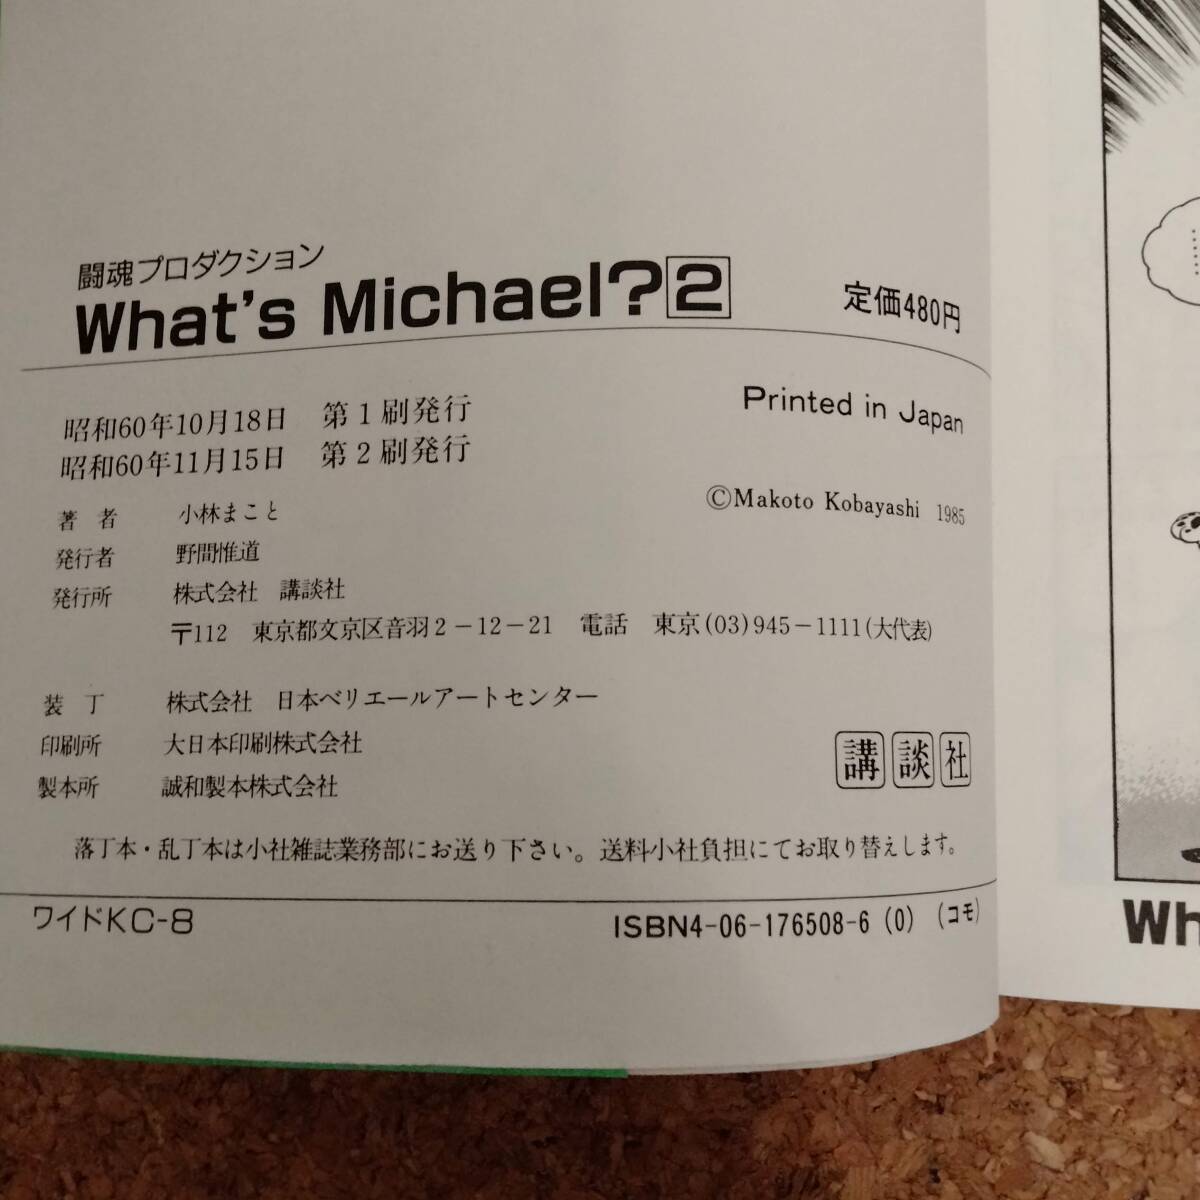 闘魂プロダクション
What's Michael?2
定価480円
昭和60年10月18日 第1刷発行
昭和60年11月15日 第2刷発行
Printed in Japan
©Makoto Kobayashi 1985
著者 小林まこと
発行者 野間惟道
発行所 株式会社 講談社
〒112 東京都文京区音羽2-12-21 電話 東京(03)945-1111(大代表)
装丁 株式会社 日本ベリエールアートセンター
印刷所 大日本印刷株式会社
製本所 誠和製本株式会社
講談社
落丁本・乱丁本は小社雑誌業務部にお送り下さい。送料小社負担にてお取り替えします。
ワイドKC-8
ISBN4-06-176508-6 (0) (コモ)
Wh